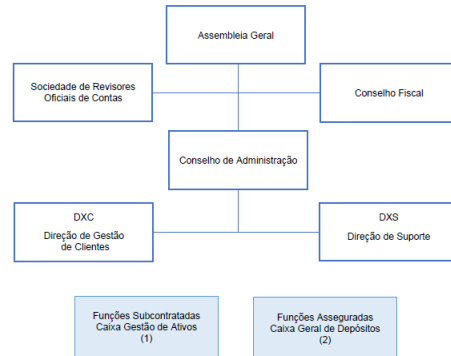 Assembleia Geral
Sociedade de Revisores
Oficiais de Contas
Conselho Fiscal
Conselho de Administração
DXC
Direção de Gestão
de Clientes
DXS
Direção de Suporte
Funções Subcontratadas
Caixa Gestão de Ativos
(1)
Funções Asseguradas
Caixa Geral de Depósitos
(2)